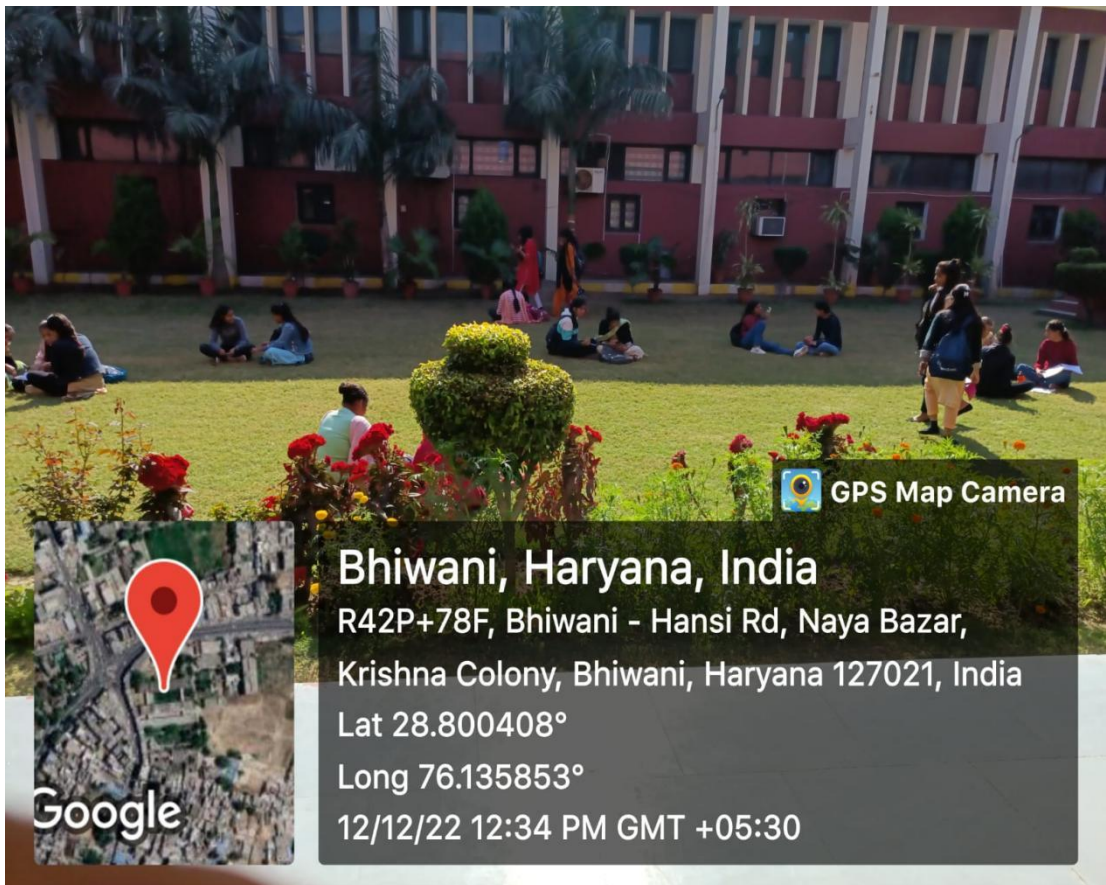 GPS Map Camera
Bhiwani, Haryana, India
R42P+78F, Bhiwani - Hansi Rd, Naya Bazar,
Krishna Colony, Bhiwani, Haryana 127021, India
Lat 28.800408°
Long 76.135853°
12/12/22 12:34 PM GMT +05:30
Google